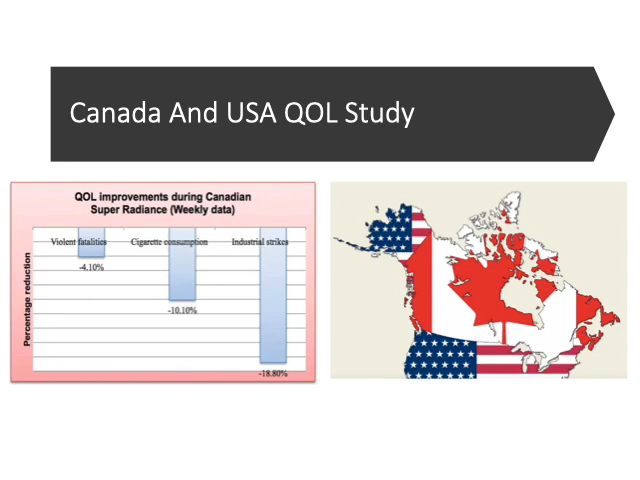 Canada And USA QOL Study
QOL improvements during Canadian
Super Radiance (Weekly data)
Percentage reduction
Violent fatalities
Cigarette consumption
Industrial strikes
-4.10%
-10.10%
-18.80%